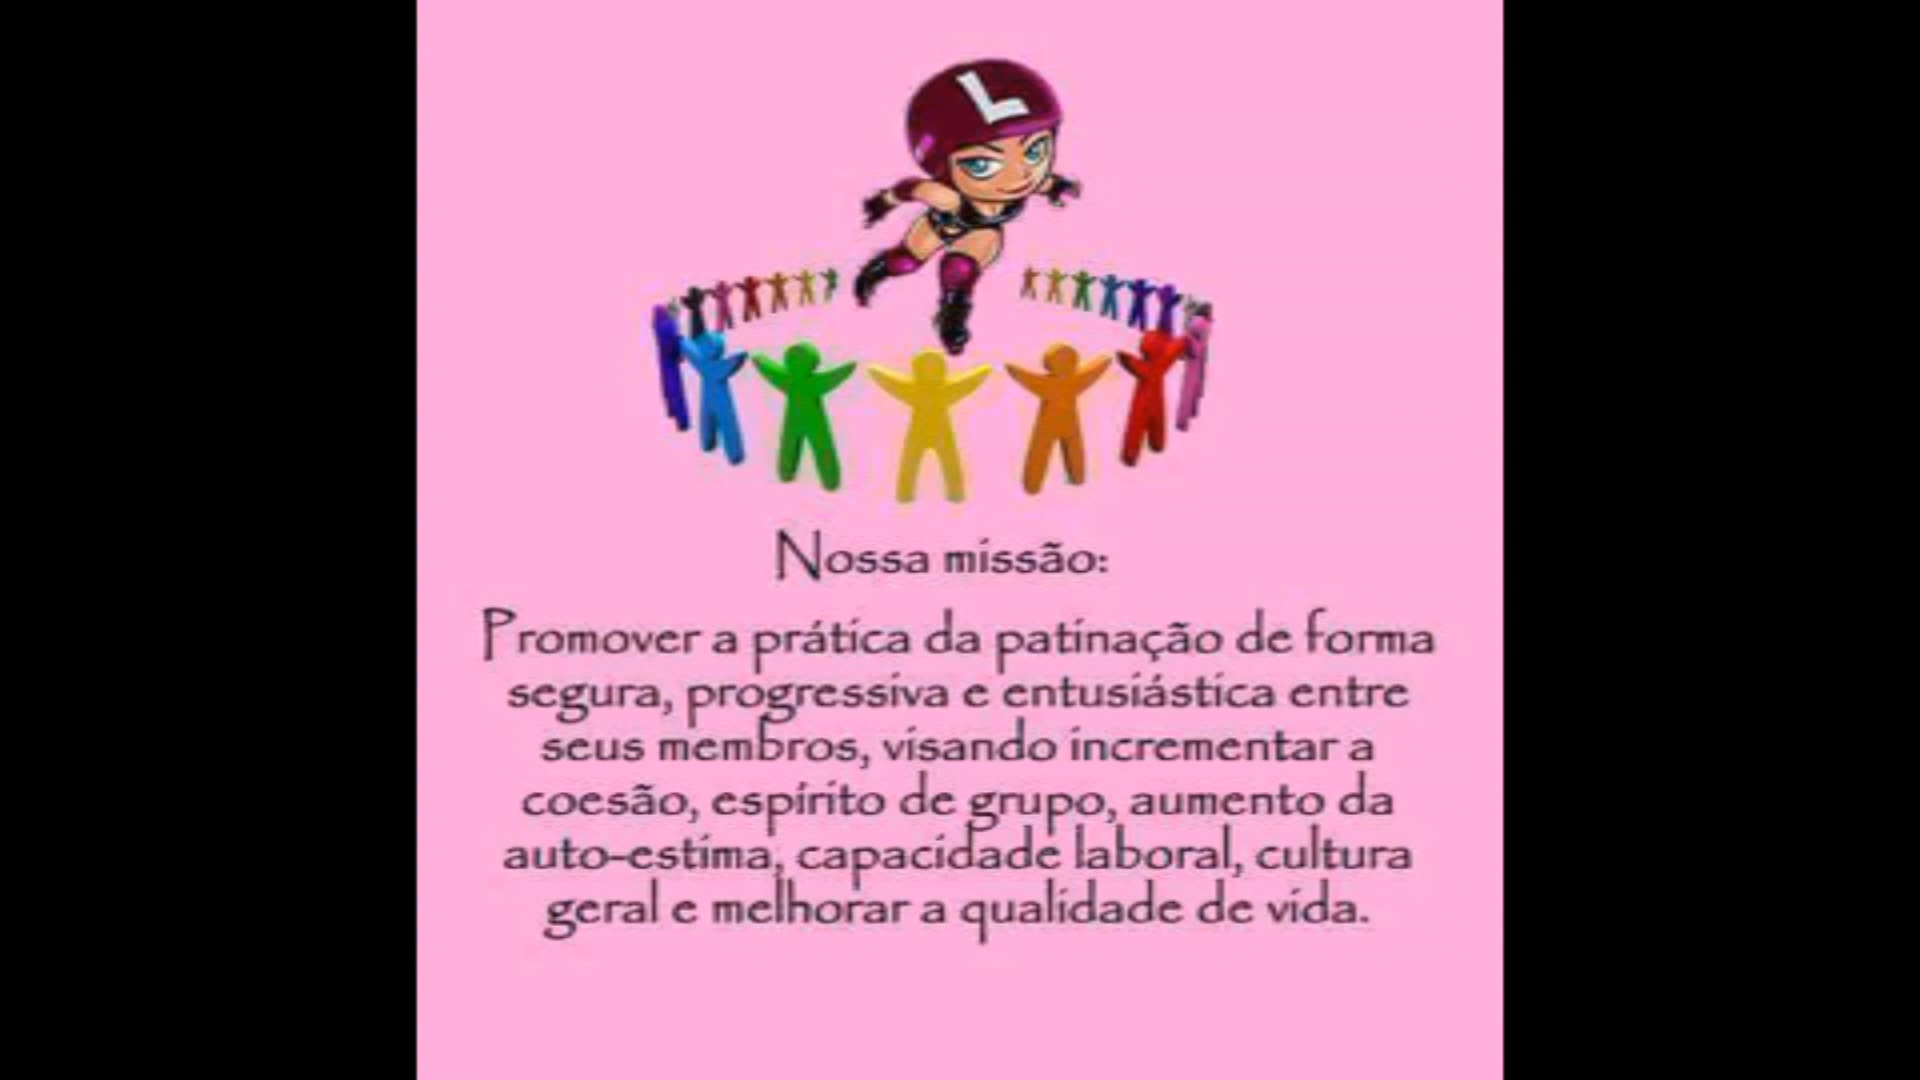 L
Nossa missão:
Promover a prática da patinação de forma
segura, progressiva e entusiástica entre
seus membros, visando incrementar a
coesão, espírito de grupo, aumento da
auto-estima, capacidade laboral, cultura
geral e melhorar a qualidade de vida.